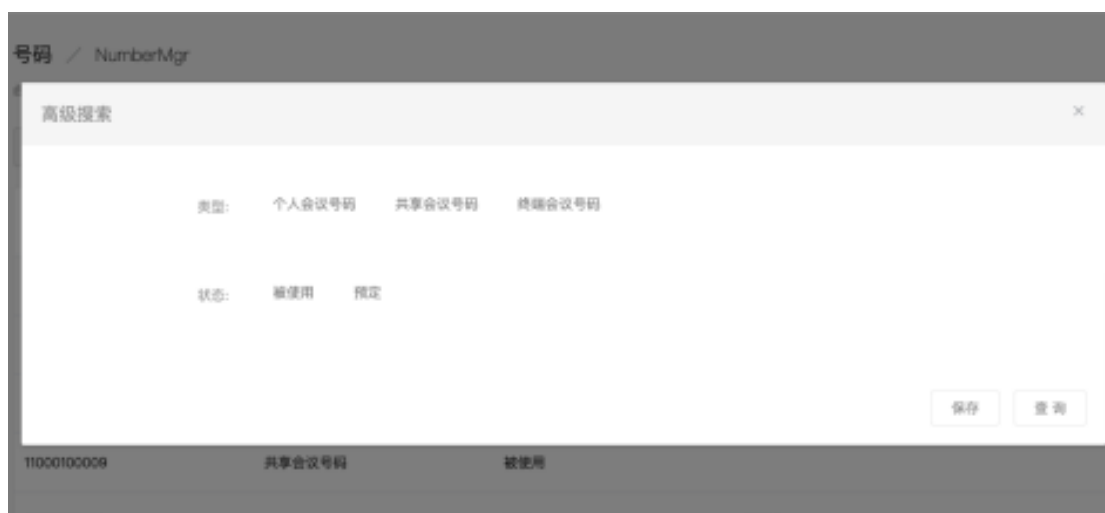 号码 / NumberMgr
高级搜索 ×
类型: 个人会议号码 共享会议号码 终端会议号码
状态: 被使用 预定
保存 查询
11000100009 共享会议号码 被使用